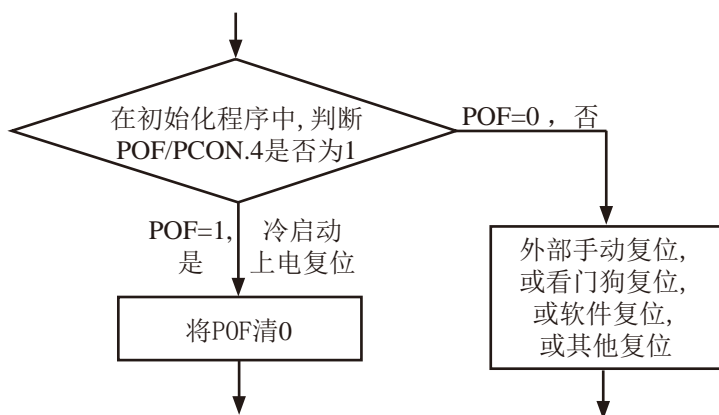 在初始化程序中, 判断
POF/PCON.4是否为1
POF=0 ，否
POF=1, 冷启动
是 上电复位
将POF清0
外部手动复位,
或看门狗复位,
或软件复位,
或其他复位